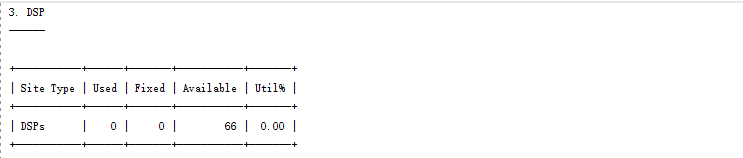 3. DSP
------
+-----------+------+-------+-----------+-------+
| Site Type | Used | Fixed | Available | Util% |
+-----------+------+-------+-----------+-------+
| DSPs      |    0 |     0 |        66 |  0.00 |
+-----------+------+-------+-----------+-------+